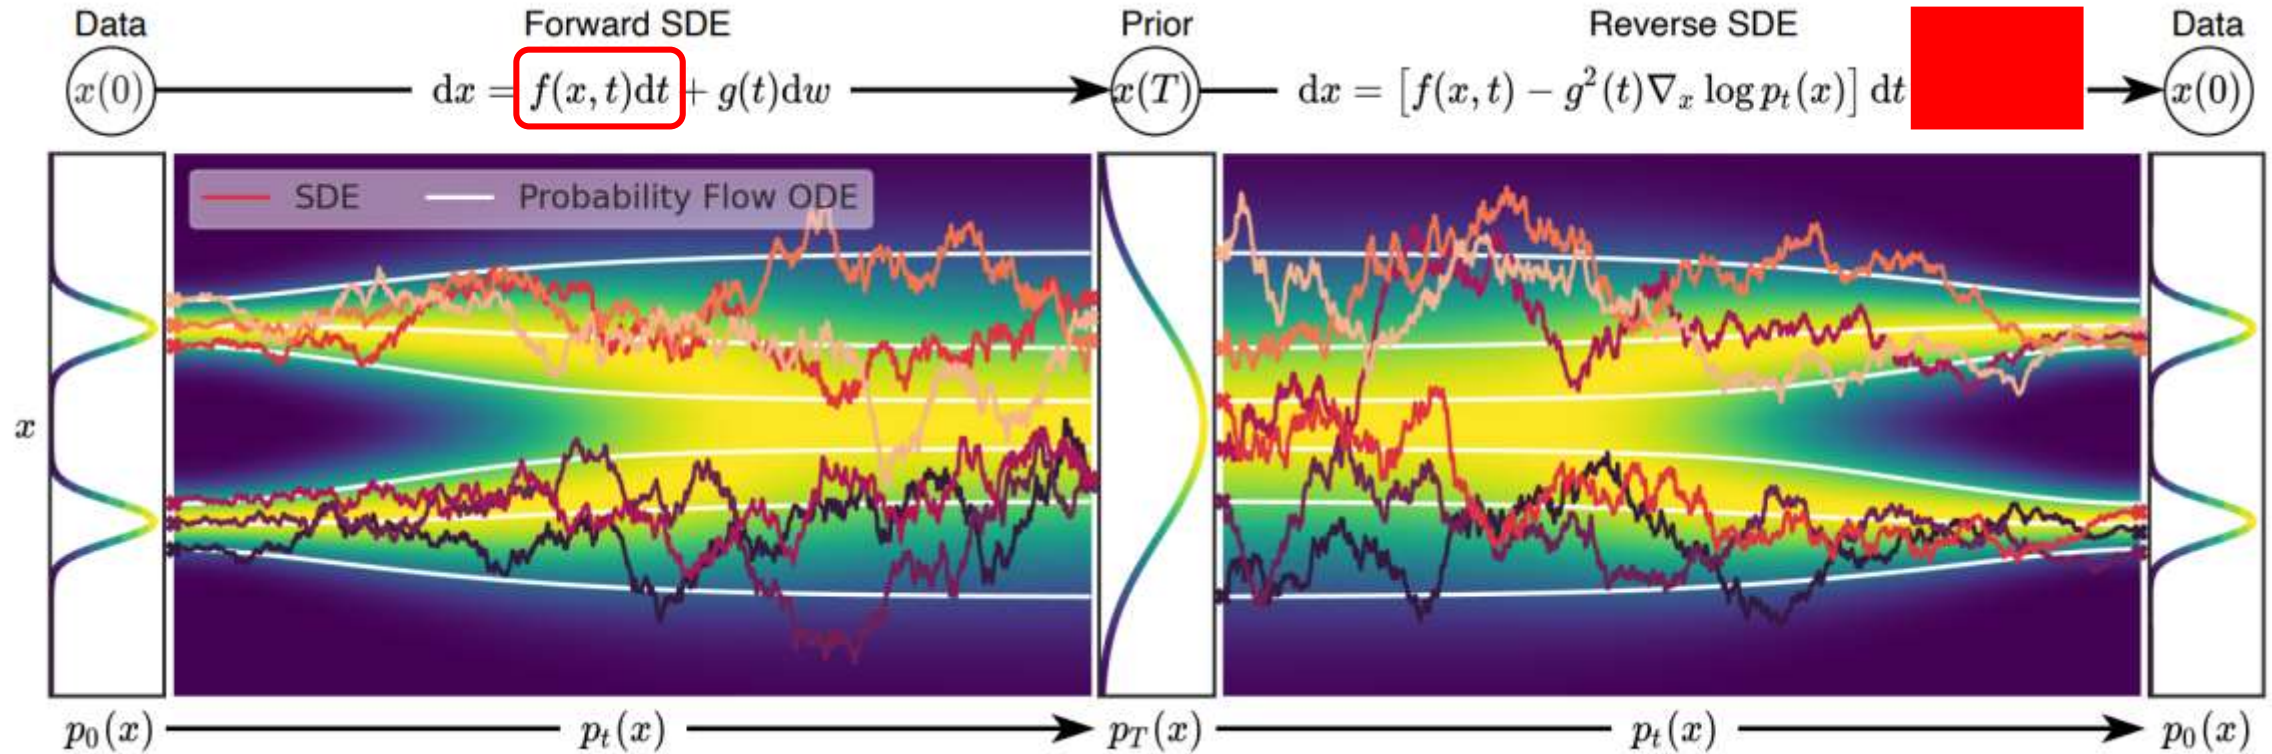 Data Forward SDE Prior Reverse SDE Data
x(0) dx = f(x, t)dt + g(t)dw x(T) dx = [f(x, t) − g²(t)∇ₓ log pₜ(x)] dt x(0)
SDE Probability Flow ODE
x
p₀(x) pₜ(x) p_T(x) pₜ(x) p₀(x)